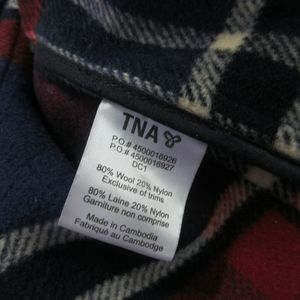 TNA
P.O.# 4500016926
P.O.# 4500016927
DC1
80% Wool 20% Nylon
Exclusive of trims
80% Laine 20% Nylon
Garniture non comprise
Made in Cambodia
Fabriqué au Cambodge